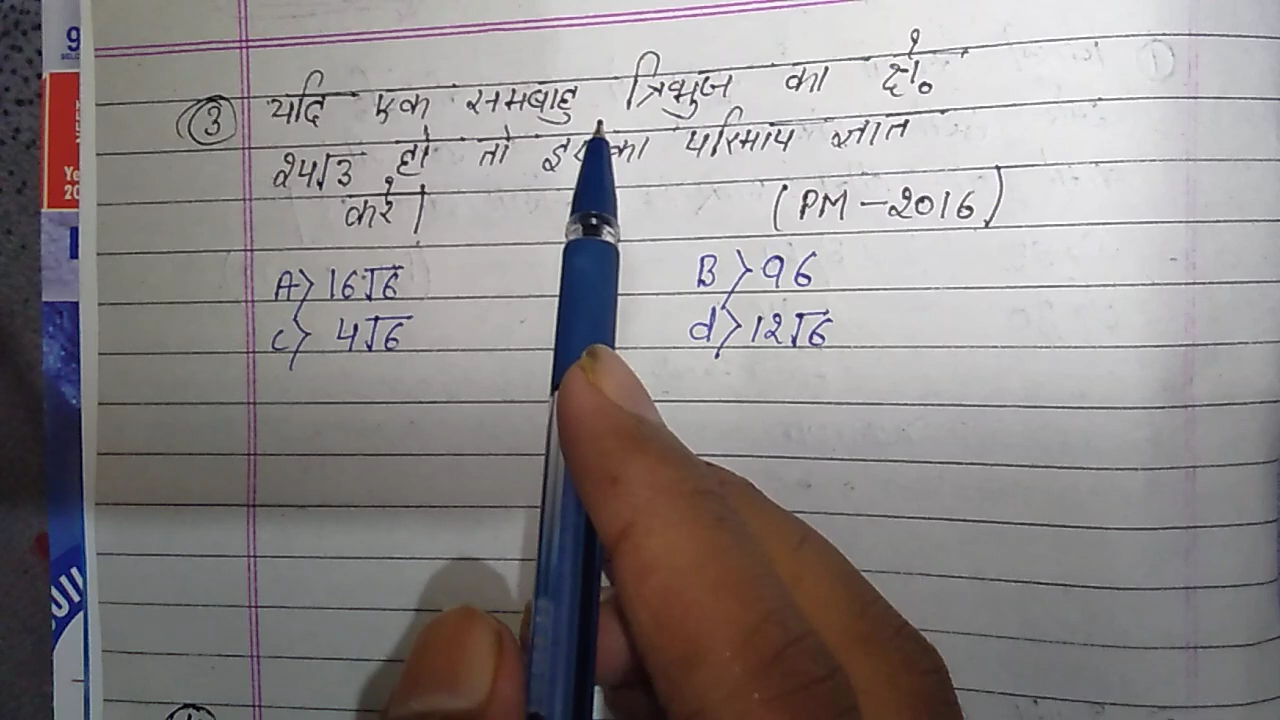 ③ यदि एक समबाहु त्रिभुज का क्षे०
24√3 हो तो इसका परिमाप ज्ञात
करें। (PM-2016)
A> 16√6 B> 96
C> 4√6 d> 12√6